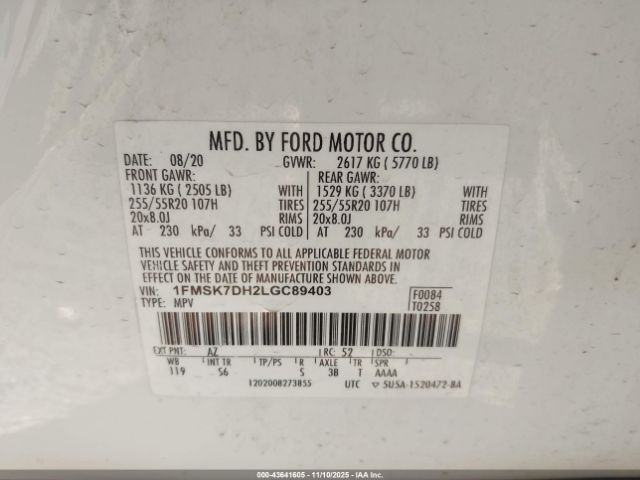 MFD. BY FORD MOTOR CO.
DATE: 08/20 GVWR: 2617 KG ( 5770 LB)
FRONT GAWR: REAR GAWR:
1136 KG ( 2505 LB) WITH 1529 KG ( 3370 LB) WITH
255/55R20 107H TIRES 255/55R20 107H TIRES
20x8.0J RIMS 20x8.0J RIMS
AT 230 kPa/ 33 PSI COLD AT 230 kPa/ 33 PSI COLD
THIS VEHICLE CONFORMS TO ALL APPLICABLE FEDERAL MOTOR
VEHICLE SAFETY AND THEFT PREVENTION STANDARDS IN
EFFECT ON THE DATE OF MANUFACTURE SHOWN ABOVE.
VIN: 1FMSK7DH2LGC89403 F0084
TYPE: MPV T0258
EXT PNT: AZ RC: 52 DSO:
WB INT TR TP/PS R AXLE TR SPR
119 S6 S 3B T AAAA
1202008273855 UTC 5U5A-1520472-BA
000-43641605 - 11/10/2025 - IAAI.com